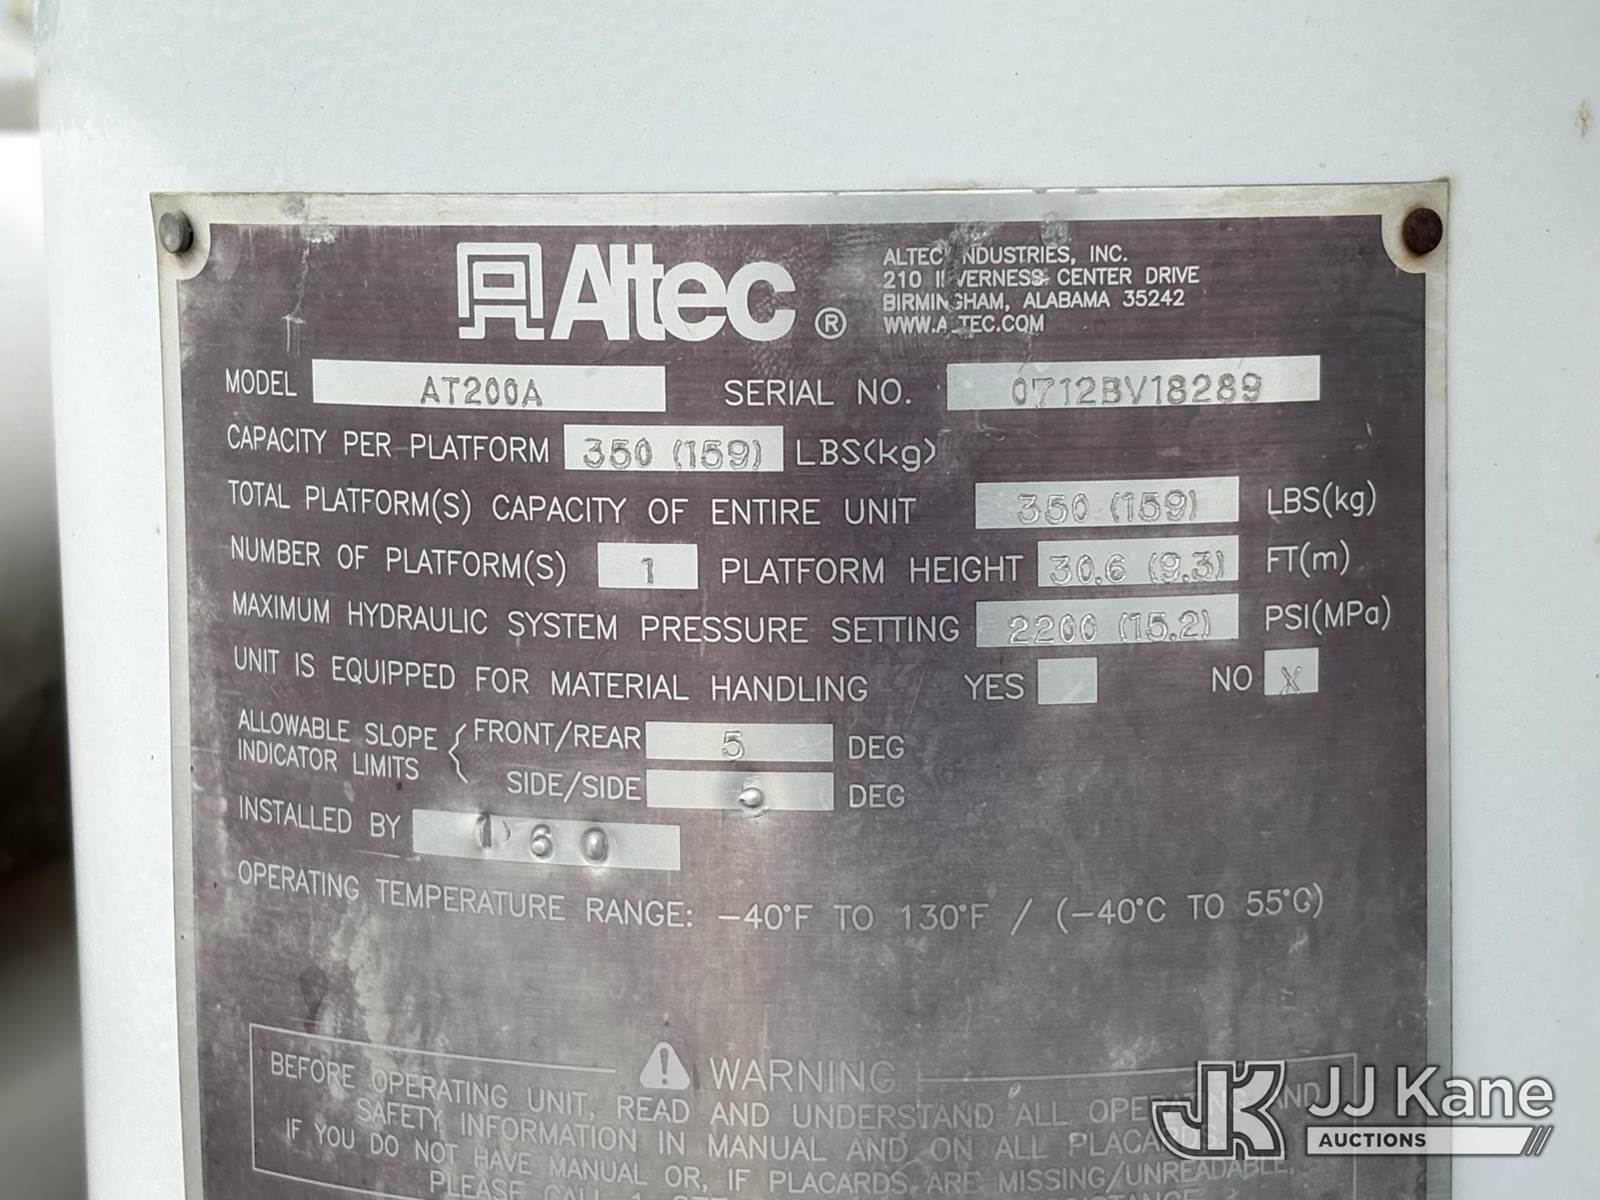 Altec ®
ALTEC INDUSTRIES, INC.
210 INVERNESS CENTER DRIVE
BIRMINGHAM, ALABAMA 35242
WWW.ALTEC.COM
MODEL AT200A SERIAL NO. 0712BV18289
CAPACITY PER PLATFORM 350 (159) LBS(kg)
TOTAL PLATFORM(S) CAPACITY OF ENTIRE UNIT 350 (159) LBS(kg)
NUMBER OF PLATFORM(S) 1 PLATFORM HEIGHT 30.6 (9.3) FT(m)
MAXIMUM HYDRAULIC SYSTEM PRESSURE SETTING 2200 (15.2) PSI(MPa)
UNIT IS EQUIPPED FOR MATERIAL HANDLING YES NO X
ALLOWABLE SLOPE INDICATOR LIMITS { FRONT/REAR 5 DEG
SIDE/SIDE 5 DEG
INSTALLED BY 160
OPERATING TEMPERATURE RANGE: -40°F TO 130°F / (-40°C TO 55°C)
WARNING
BEFORE OPERATING UNIT, READ AND UNDERSTAND ALL OPERATING AND
SAFETY INFORMATION IN MANUAL AND ON ALL PLACARDS.
IF YOU DO NOT HAVE MANUAL OR, IF PLACARDS ARE MISSING/UNREADABLE,
PLEASE CALL
JK JJ Kane
AUCTIONS